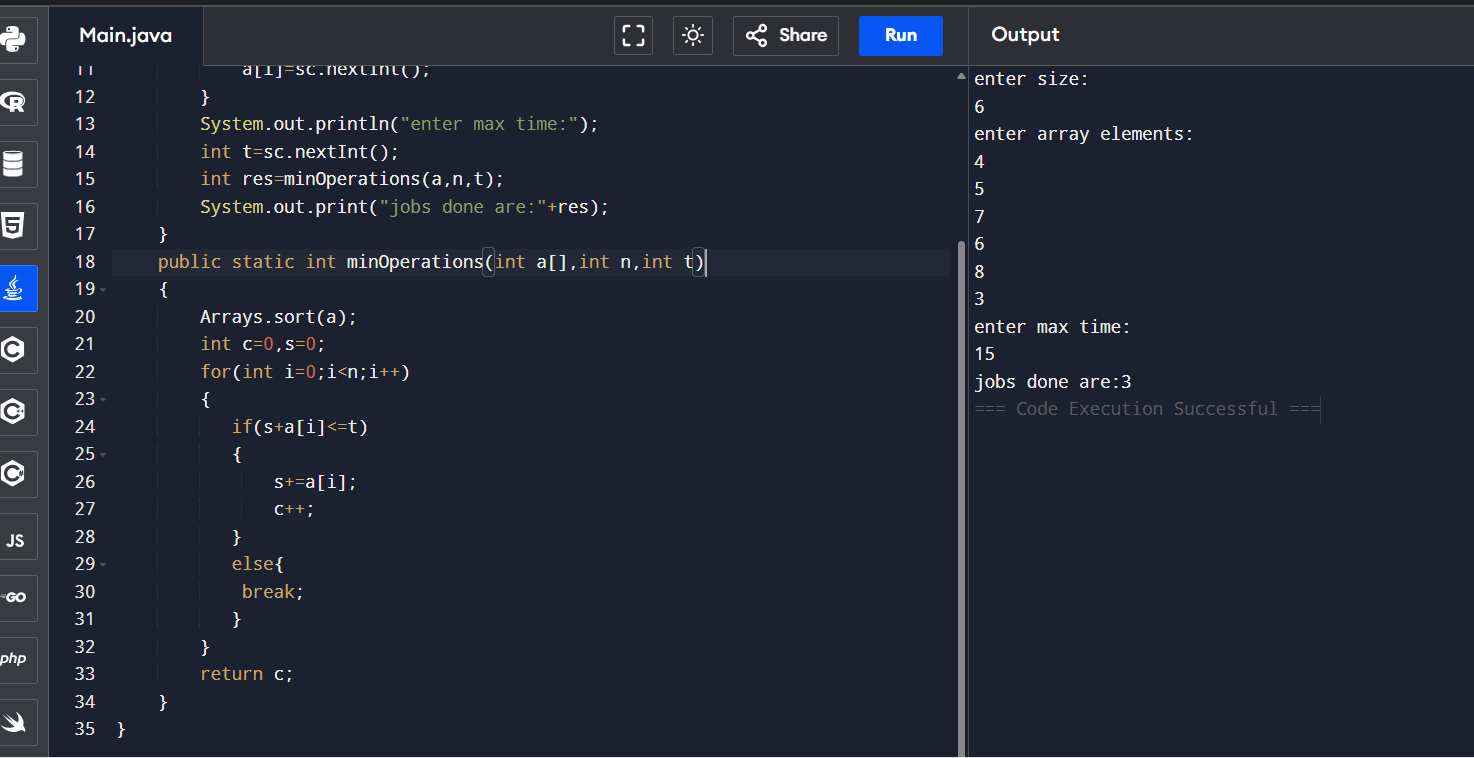 Main.java
Share
Run
Output
11 a[i]=sc.nextInt();
12 }
13 System.out.println("enter max time:");
14 int t=sc.nextInt();
15 int res=minOperations(a,n,t);
16 System.out.print("jobs done are:"+res);
17 }
18 public static int minOperations(int a[],int n,int t)
19 {
20 Arrays.sort(a);
21 int c=0,s=0;
22 for(int i=0;i<n;i++)
23 {
24 if(s+a[i]<=t)
25 {
26 s+=a[i];
27 c++;
28 }
29 else{
30 break;
31 }
32 }
33 return c;
34 }
35 }
enter size:
6
enter array elements:
4
5
7
6
8
3
enter max time:
15
jobs done are:3
=== Code Execution Successful ===
R
5
C
C
C
JS
GO
php